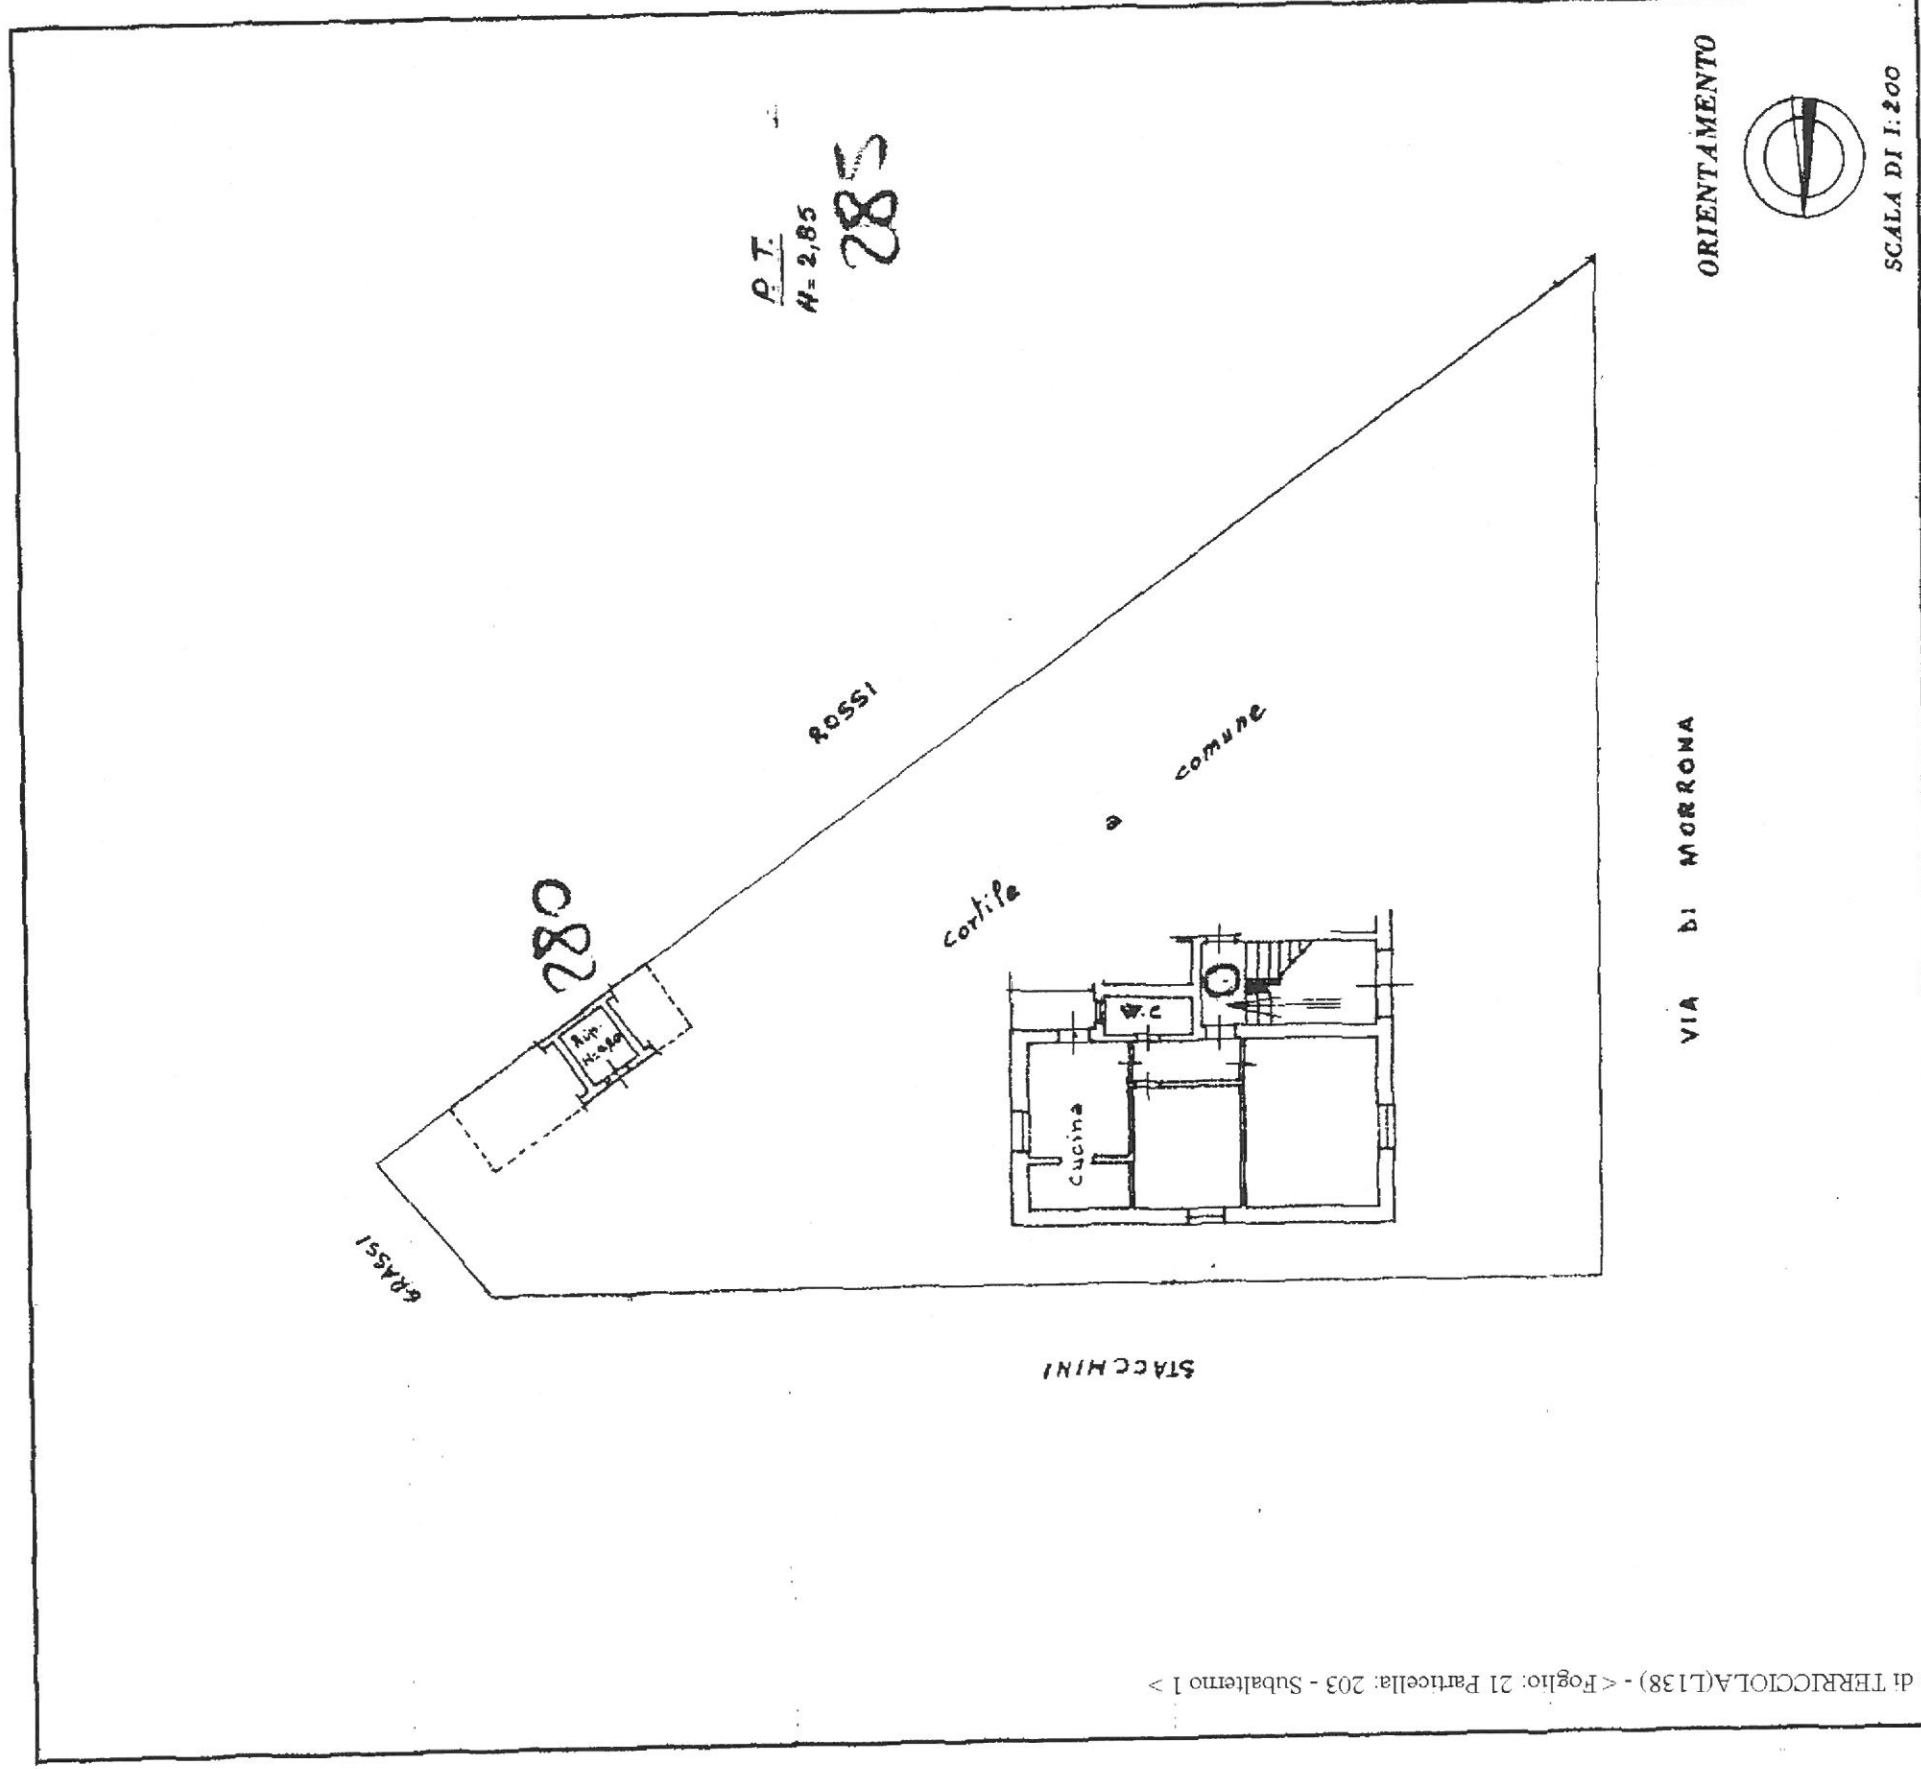 ORIENTAMENTO
SCALA DI 1:200
P. T.
H = 2,85
285
ROSSI
280
Rip.
GRASSI
cortile a comune
W.C
Cucina
VIA DI MORRONA
STACCHINI
di TERRICCIOLA(L138) - < Foglio: 21 Particella: 203 - Subalterno 1 >